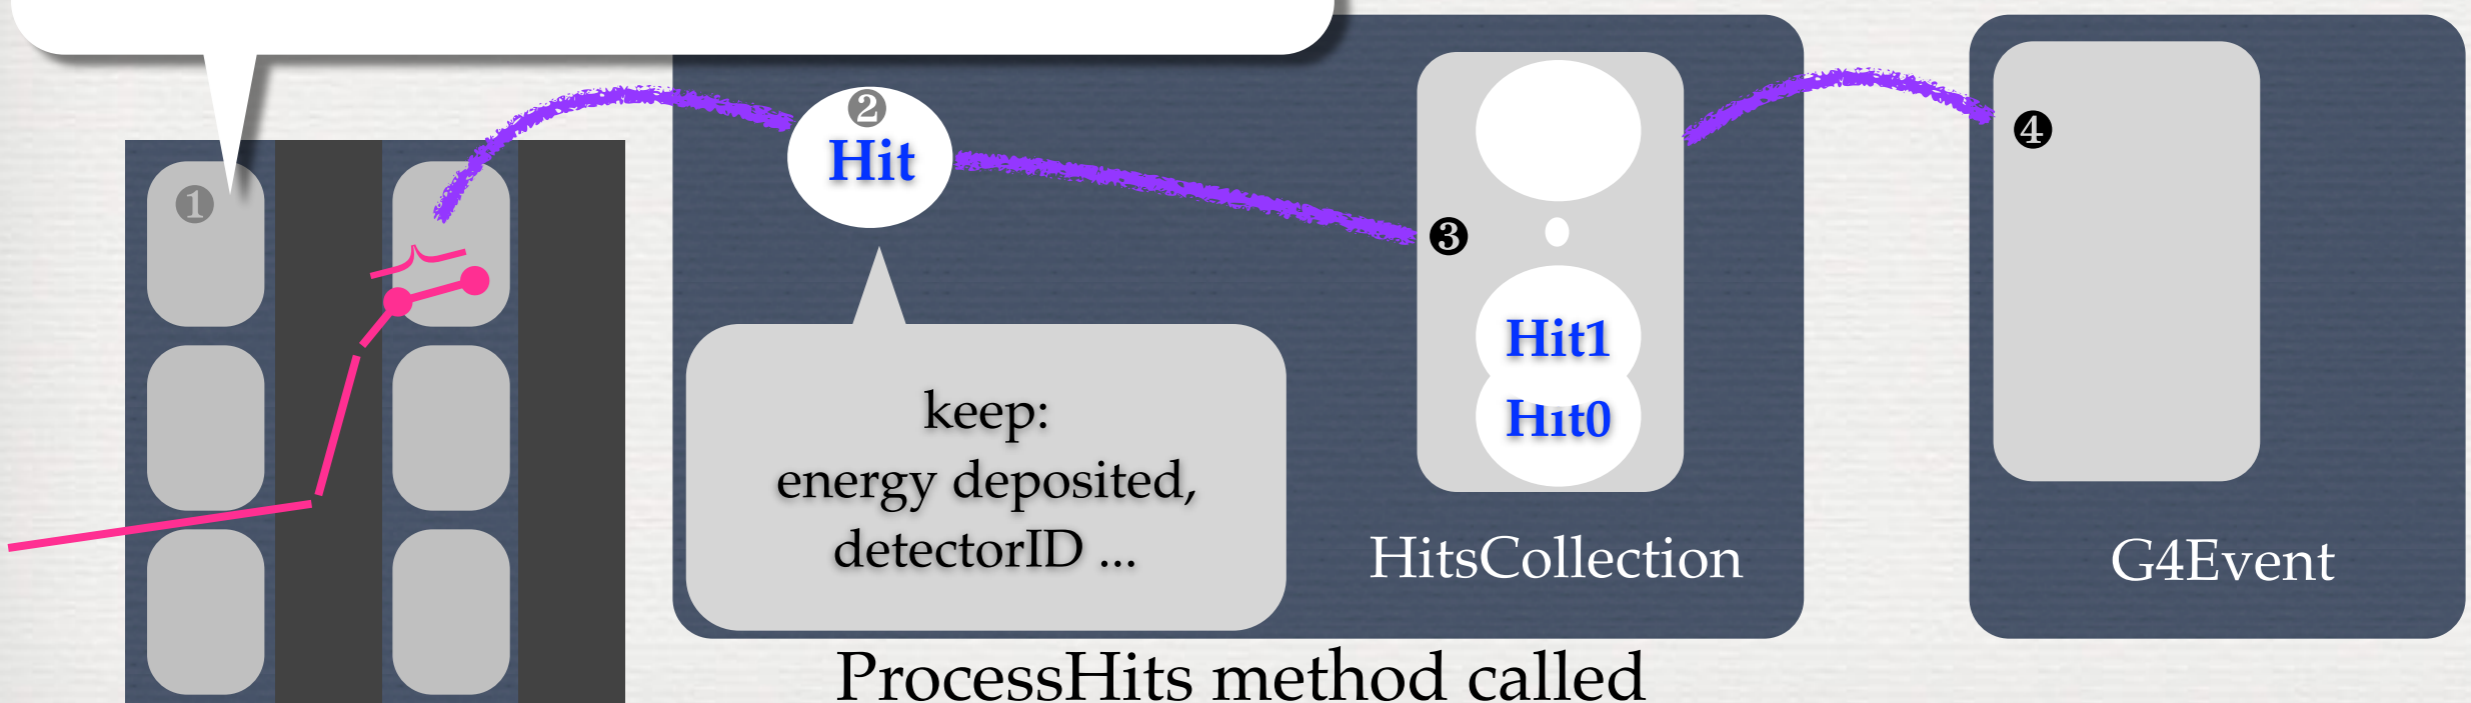 ❶
❷
Hit
❸
❹
Hit1
Hit0
keep:
energy deposited,
detectorID ...
HitsCollection
G4Event
ProcessHits method called